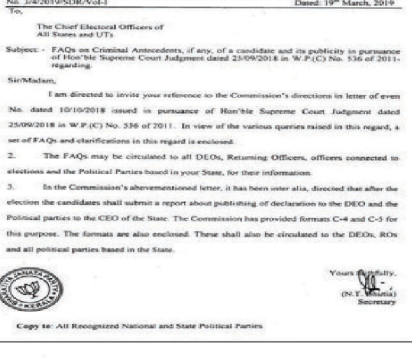 No. 3/4/2019/SDR/Vol-I Dated: 19th March, 2019
To,
The Chief Electoral Officers of
All States and UTs
Subject: - FAQs on Criminal Antecedents, if any, of a candidate and its publicity in pursuance
of Hon'ble Supreme Court Judgment dated 25/09/2018 in W.P.(C) No. 536 of 2011-
regarding.
Sir/Madam,
I am directed to invite your reference to the Commission's directions in letter of even
No. dated 10/10/2018 issued in pursuance of Hon'ble Supreme Court Judgment dated
25/09/2018 in W.P.(C) No. 536 of 2011. In view of the various queries raised in this regard, a
set of FAQs and clarifications in this regard is enclosed.
2. The FAQs may be circulated to all DEOs, Returning Officers, officers connected to
elections and the Political Parties based in your State, for their information.
3. In the Commission's abovementioned letter, it has been inter alia, directed that after the
election the candidates shall submit a report about publishing of declaration to the DEO and the
Political parties to the CEO of the State. The Commission has provided formats C-4 and C-5 for
this purpose. The formats are also enclosed. These shall also be circulated to the DEOs, ROs
and all political parties based in the State.
Yours faithfully,
(N.T. Bhutia)
Secretary
BHARATIYA JANATA PARTY
Copy to: All Recognized National and State Political Parties